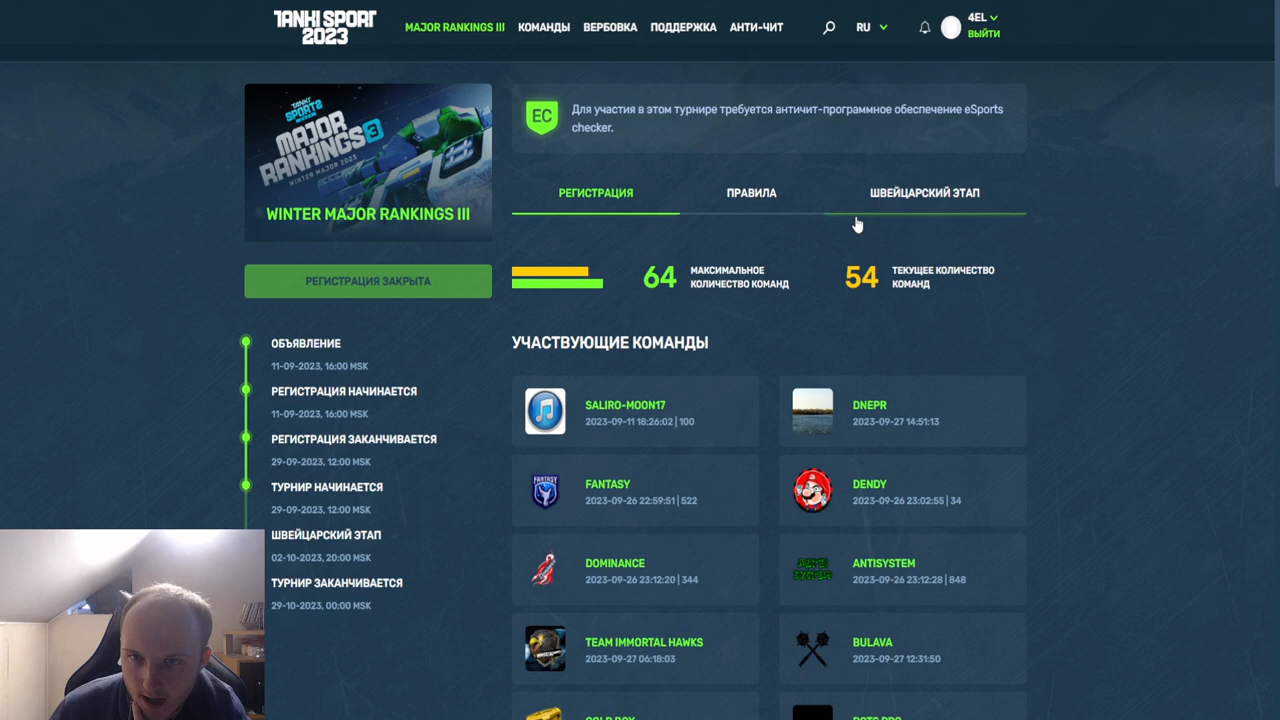 TANKI SPORT
2023
MAJOR RANKINGS III
КОМАНДЫ
ВЕРБОВКА
ПОДДЕРЖКА
АНТИ-ЧИТ
RU
4EL
ВЫЙТИ
TANKI
SPORTS
MAJOR
RANKINGS 3
WINTER MAJOR 2023
WINTER MAJOR RANKINGS III
EC
Для участия в этом турнире требуется античит-программное обеспечение eSports
checker.
РЕГИСТРАЦИЯ
ПРАВИЛА
ШВЕЙЦАРСКИЙ ЭТАП
РЕГИСТРАЦИЯ ЗАКРЫТА
64
МАКСИМАЛЬНОЕ
КОЛИЧЕСТВО КОМАНД
54
ТЕКУЩЕЕ КОЛИЧЕСТВО
КОМАНД
ОБЪЯВЛЕНИЕ
11-09-2023, 16:00 MSK
РЕГИСТРАЦИЯ НАЧИНАЕТСЯ
11-09-2023, 16:00 MSK
РЕГИСТРАЦИЯ ЗАКАНЧИВАЕТСЯ
29-09-2023, 12:00 MSK
ТУРНИР НАЧИНАЕТСЯ
29-09-2023, 12:00 MSK
ШВЕЙЦАРСКИЙ ЭТАП
02-10-2023, 20:00 MSK
ТУРНИР ЗАКАНЧИВАЕТСЯ
29-10-2023, 00:00 MSK
УЧАСТВУЮЩИЕ КОМАНДЫ
SALIRO-MOON17
2023-09-11 18:26:02 | 100
DNEPR
2023-09-27 14:51:13
FANTASY
FANTASY
2023-09-26 22:59:51 | 522
DENDY
2023-09-26 23:02:55 | 34
DOMINANCE
2023-09-26 23:12:20 | 344
ANTISYSTEM
2023-09-26 23:12:28 | 848
TEAM IMMORTAL HAWKS
2023-09-27 06:18:03
BULAVA
2023-09-27 12:31:50